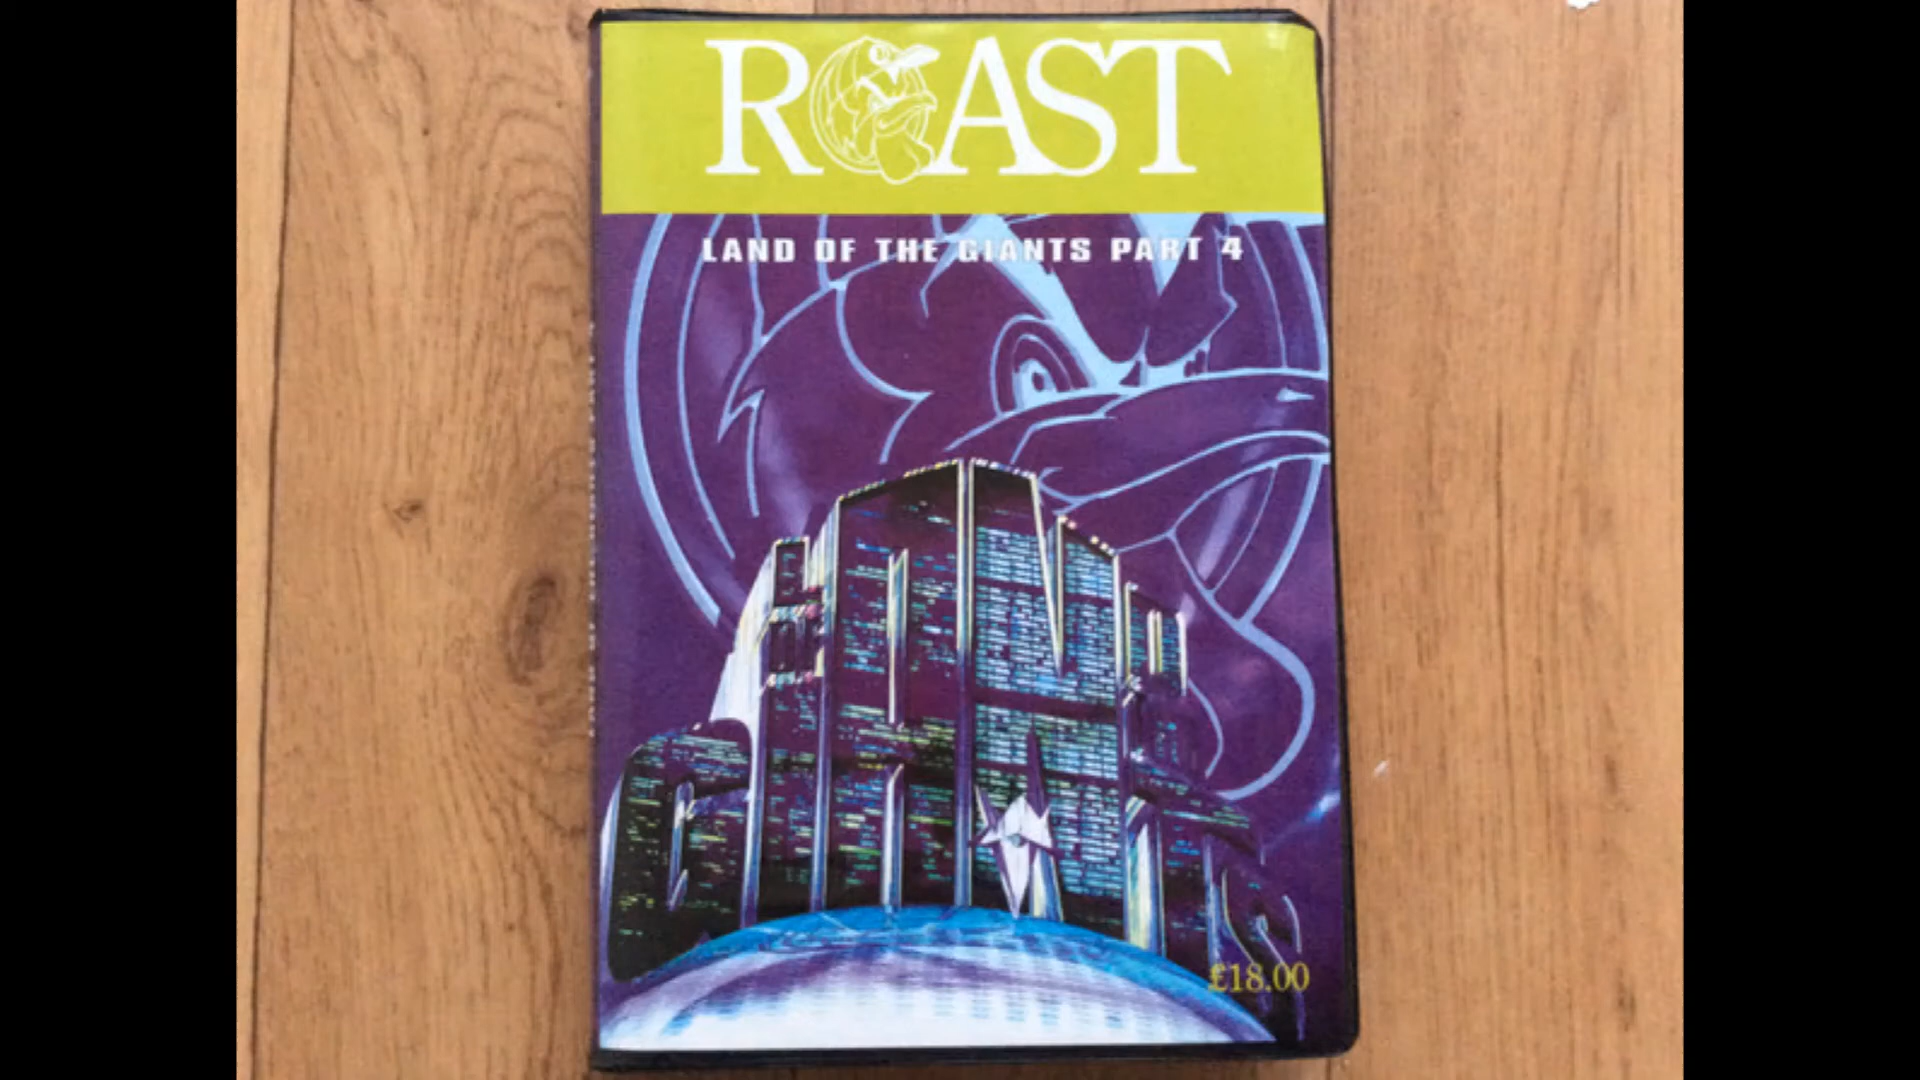 ROAST
LAND OF THE GIANTS PART 4
£18.00